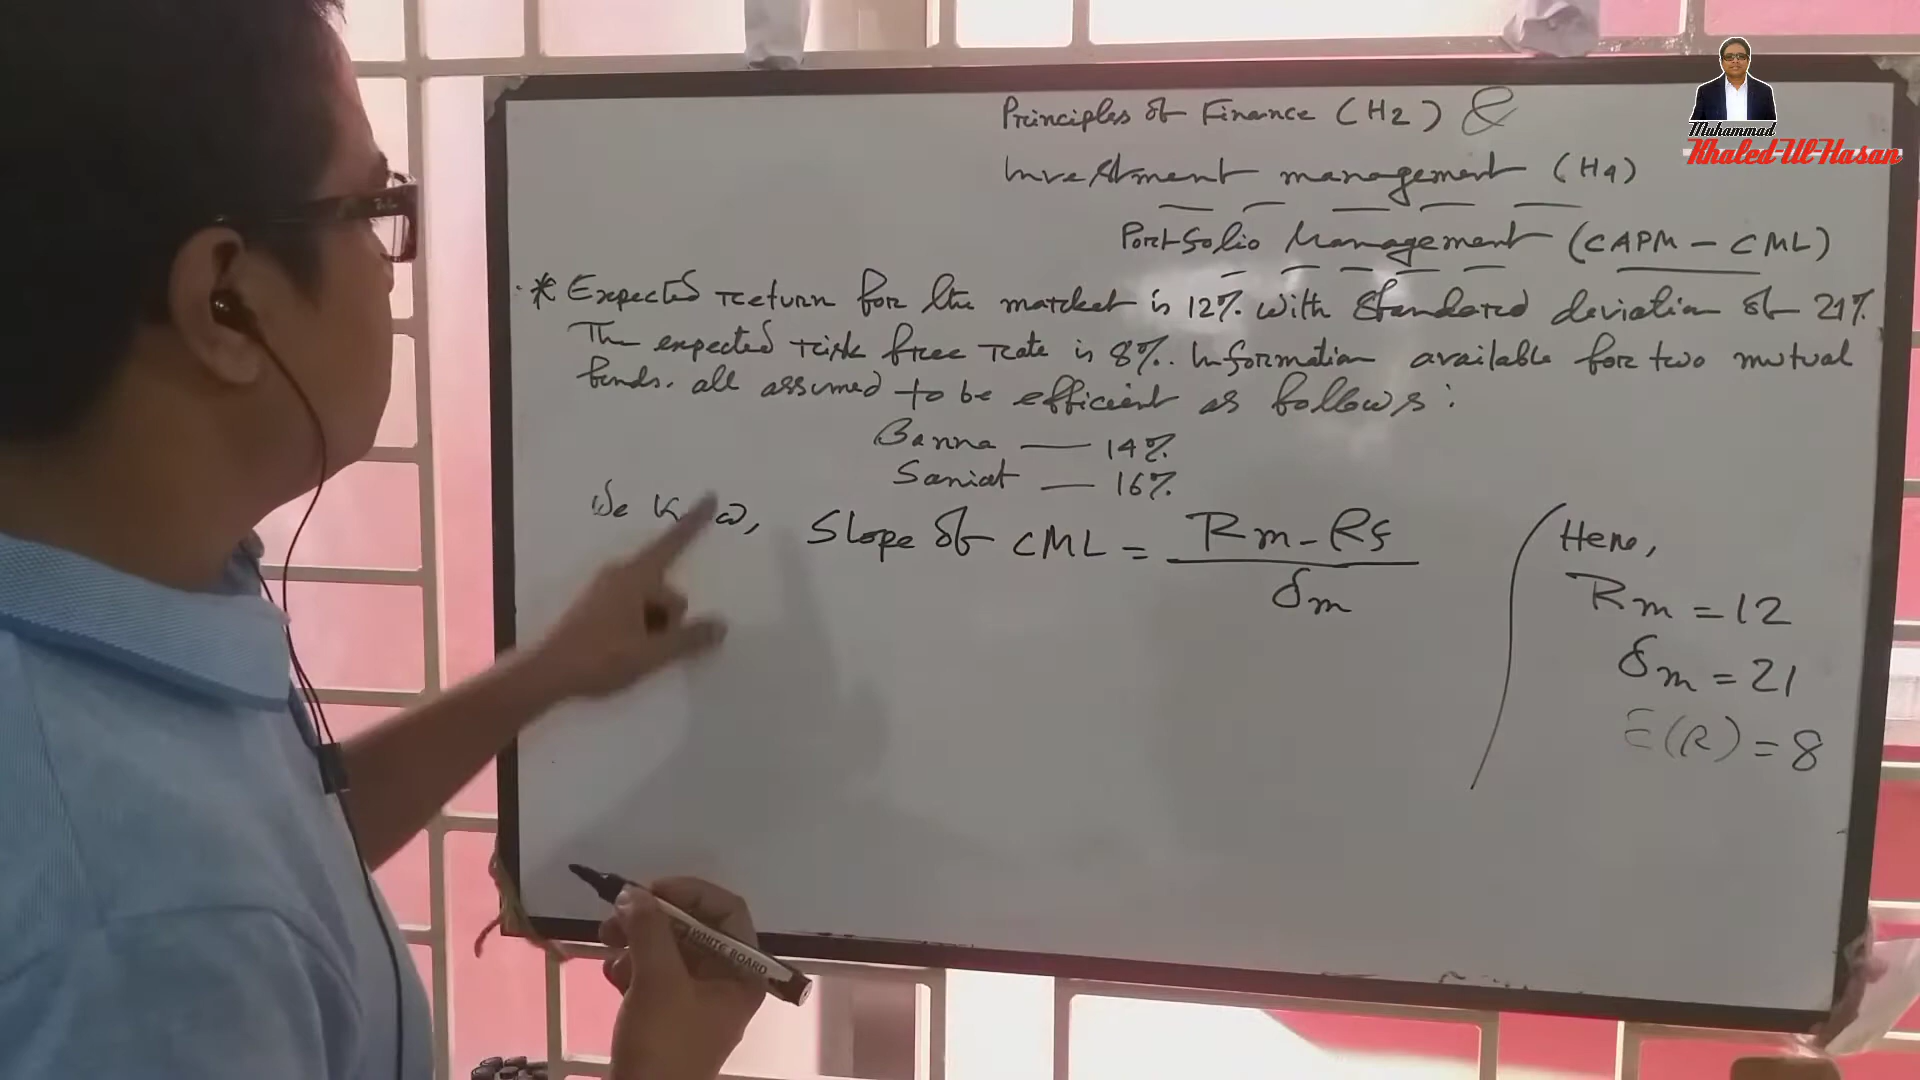 Principles of Finance (H2) &
Investment management (H4)
Portfolio Management (CAPM - CML)
* Expected return for the market is 12% with standard deviation of 21%.
The expected risk free rate is 8%. Information available for two mutual
funds. all assumed to be efficient as follows:
Banna — 14%
Saniat — 16%
We know, Slope of CML = Rm - Rf / δm
Here,
Rm = 12
δm = 21
E(R) = 8
WHITE BOARD
Muhammad
Khaled-Ul-Hasan